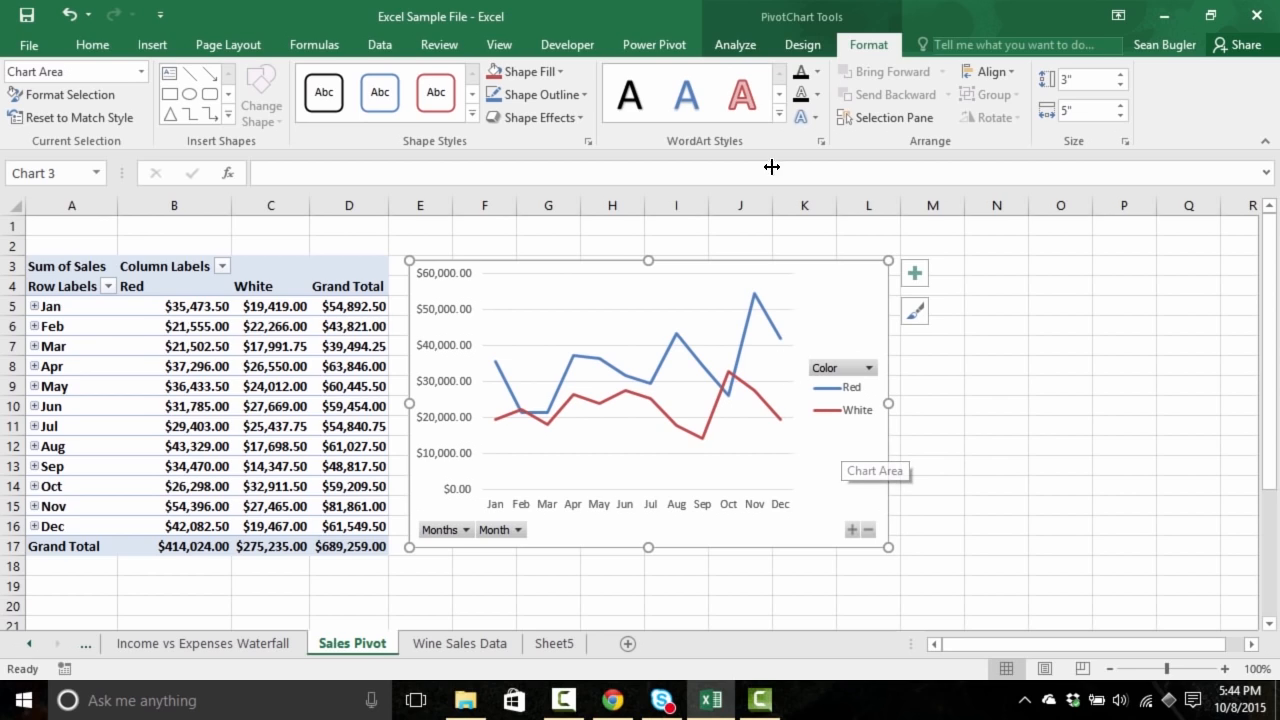 Excel Sample File - Excel
PivotChart Tools
File Home Insert Page Layout Formulas Data Review View Developer Power Pivot Analyze Design Format Tell me what you want to do... Sean Bugler Share
Chart Area
Format Selection
Reset to Match Style
Current Selection
Change
Shape
Insert Shapes
Abc Abc Abc
Shape Fill
Shape Outline
Shape Effects
Shape Styles
A A A
A
A
A
WordArt Styles
Bring Forward
Send Backward
Selection Pane
Align
Group
Rotate
Arrange
3"
5"
Size
Chart 3
fx
A B C D E F G H I J K L M N O P Q R
1
2
3 Sum of Sales Column Labels
4 Row Labels Red White Grand Total
5 Jan $35,473.50 $19,419.00 $54,892.50
6 Feb $21,555.00 $22,266.00 $43,821.00
7 Mar $21,502.50 $17,991.75 $39,494.25
8 Apr $37,296.00 $26,550.00 $63,846.00
9 May $36,433.50 $24,012.00 $60,445.50
10 Jun $31,785.00 $27,669.00 $59,454.00
11 Jul $29,403.00 $25,437.75 $54,840.75
12 Aug $43,329.00 $17,698.50 $61,027.50
13 Sep $34,470.00 $14,347.50 $48,817.50
14 Oct $26,298.00 $32,911.50 $59,209.50
15 Nov $54,396.00 $27,465.00 $81,861.00
16 Dec $42,082.50 $19,467.00 $61,549.50
17 Grand Total $414,024.00 $275,235.00 $689,259.00
18
19
20
21
$60,000.00
$50,000.00
$40,000.00
$30,000.00
$20,000.00
$10,000.00
$0.00
Jan Feb Mar Apr May Jun Jul Aug Sep Oct Nov Dec
Color
Red
White
Chart Area
Months Month
... Income vs Expenses Waterfall Sales Pivot Wine Sales Data Sheet5
Ready
100%
Ask me anything
5:44 PM
10/8/2015